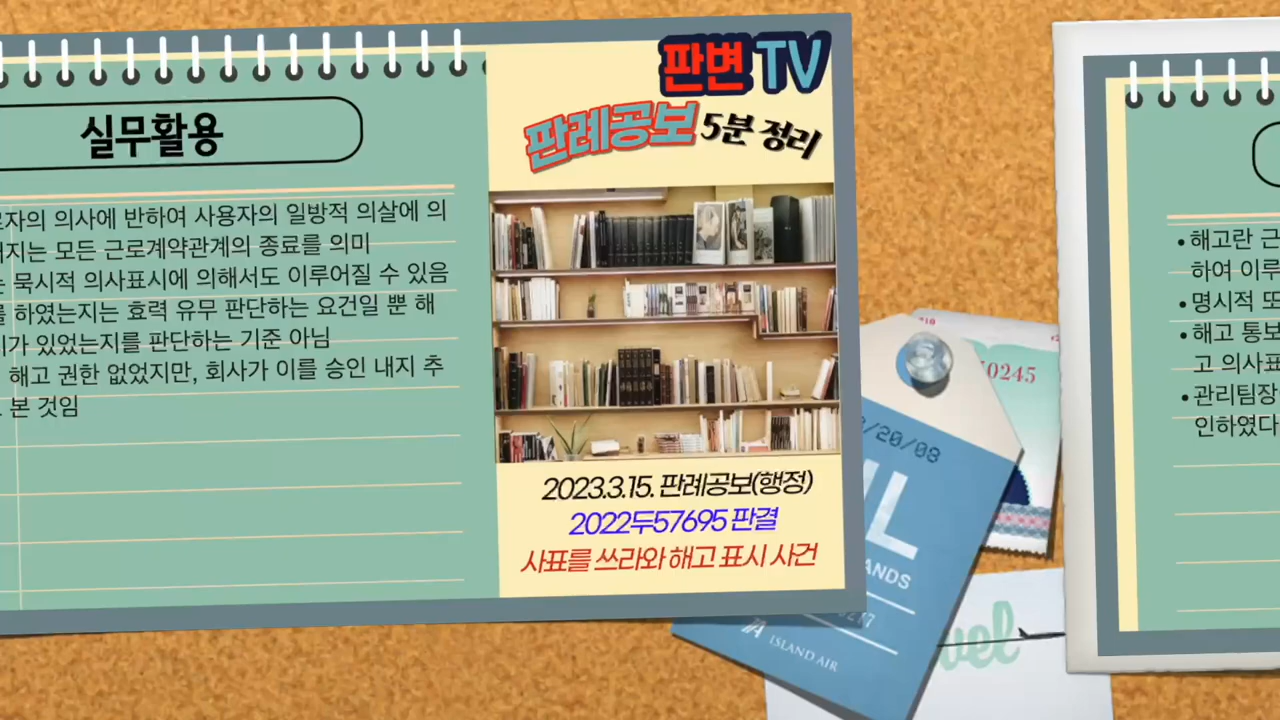 실무활용
자의 의사에 반하여 사용자의 일방적 의살에 의
지는 모든 근로계약관계의 종료를 의미
묵시적 의사표시에 의해서도 이루어질 수 있음
하였는지는 효력 유무 판단하는 요건일 뿐 해
가 있었는지를 판단하는 기준 아님
해고 권한 없었지만, 회사가 이를 승인 내지 추
본 것임
판변 TV
판례공보 5분 정리
2023.3.15. 판례공보(행정)
2022두57695 판결
사표를 쓰라와 해고 표시 사건
10245
/20/08
ANDS
ISLAND AIR
vel
• 해고란 근
하여 이루
• 명시적 또
• 해고 통보
고 의사표
• 관리팀장
인하였다